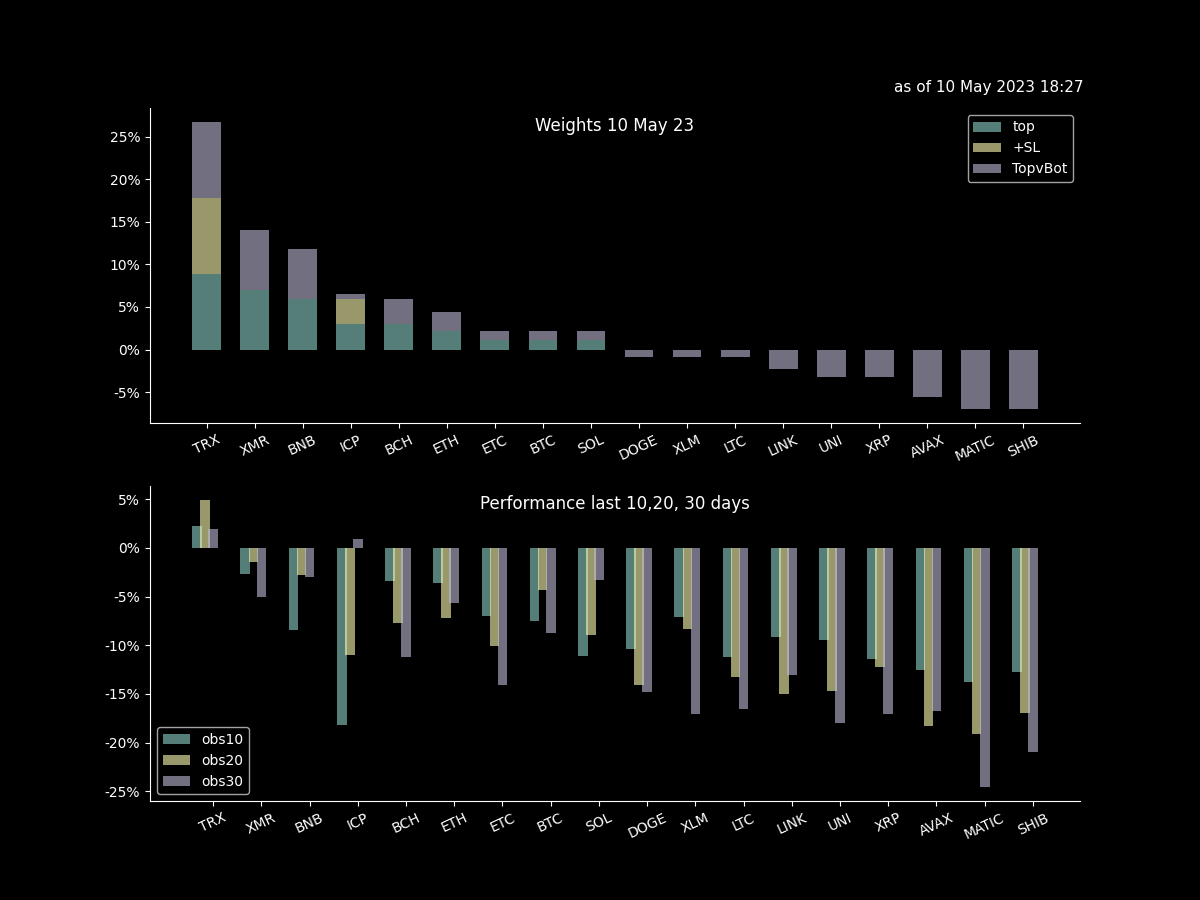 as of 10 May 2023 18:27
Weights 10 May 23
top
+SL
TopvBot
25%
20%
15%
10%
5%
0%
-5%
TRX XMR BNB ICP BCH ETH ETC BTC SOL DOGE XLM LTC LINK UNI XRP AVAX MATIC SHIB
Performance last 10,20, 30 days
5%
0%
-5%
-10%
-15%
-20%
-25%
obs10
obs20
obs30
TRX XMR BNB ICP BCH ETH ETC BTC SOL DOGE XLM LTC LINK UNI XRP AVAX MATIC SHIB